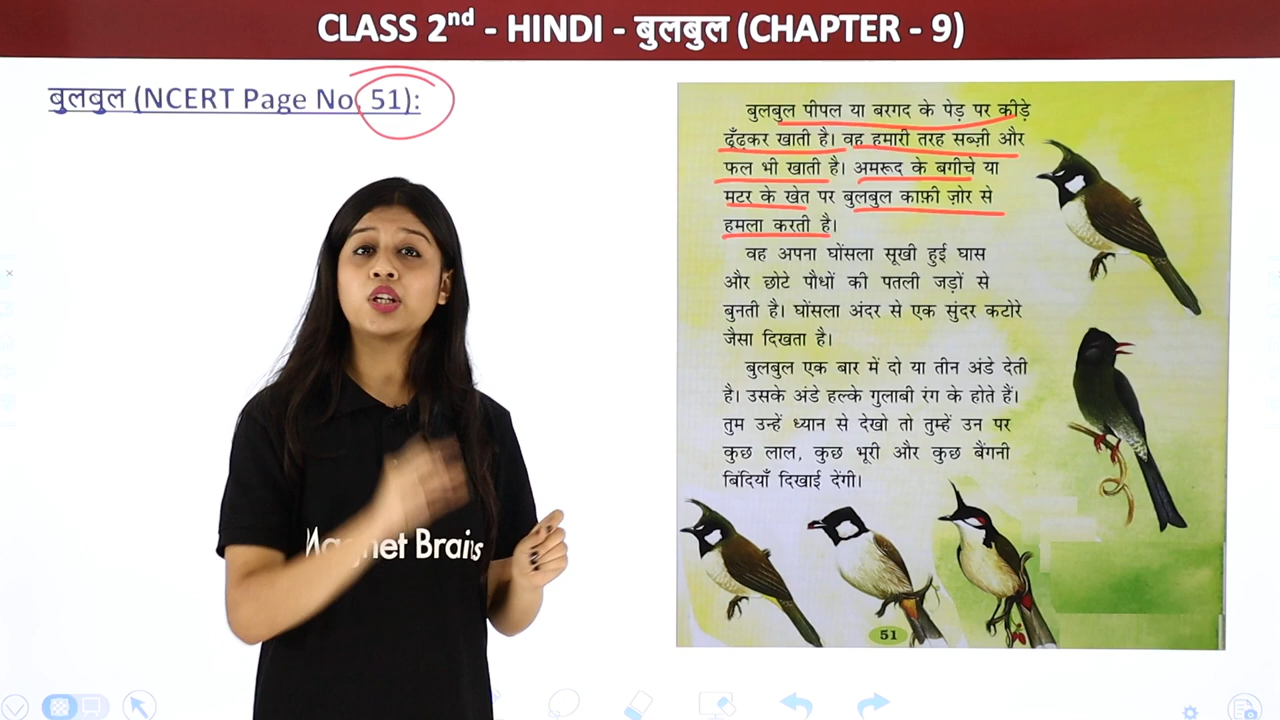 CLASS 2nd - HINDI - बुलबुल (CHAPTER - 9)
बुलबुल (NCERT Page No. 51):
बुलबुल पीपल या बरगद के पेड़ पर कीड़े
ढूँढ़कर खाती है। वह हमारी तरह सब्ज़ी और
फल भी खाती है। अमरूद के बगीचे या
मटर के खेत पर बुलबुल काफ़ी ज़ोर से
हमला करती है।
वह अपना घोंसला सूखी हुई घास
और छोटे पौधों की पतली जड़ों से
बुनती है। घोंसला अंदर से एक सुंदर कटोरे
जैसा दिखता है।
बुलबुल एक बार में दो या तीन अंडे देती
है। उसके अंडे हल्के गुलाबी रंग के होते हैं।
तुम उन्हें ध्यान से देखो तो तुम्हें उन पर
कुछ लाल, कुछ भूरी और कुछ बैंगनी
बिंदियाँ दिखाई देंगी।
51
Magnet Brains